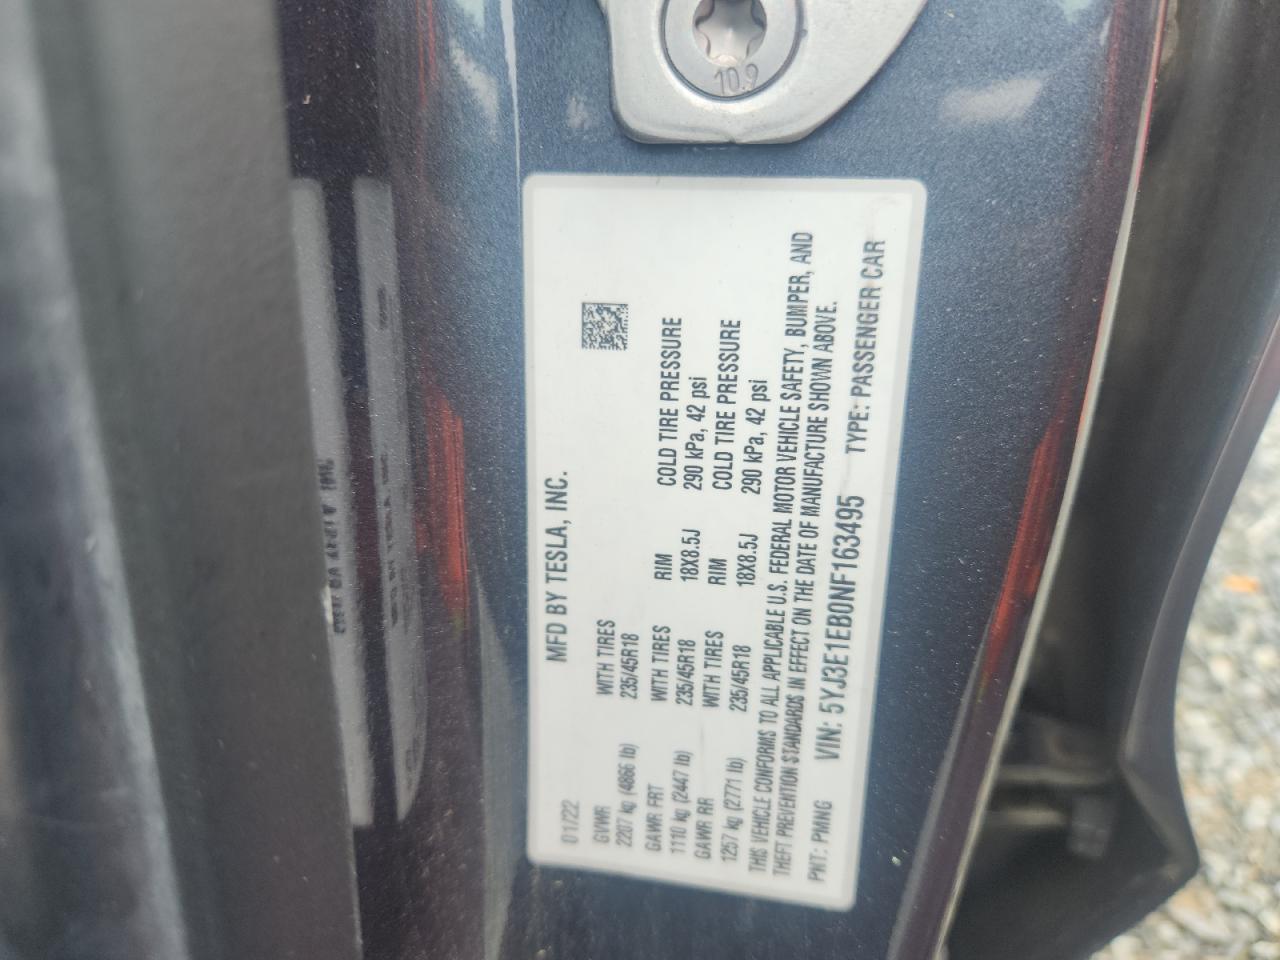 10.9
01/22 MFD BY TESLA, INC.
GVWR WITH TIRES
2207 kg (4866 lb) 235/45R18
GAWR FRT WITH TIRES RIM COLD TIRE PRESSURE
1110 kg (2447 lb) 235/45R18 18X8.5J 290 kPa, 42 psi
GAWR RR WITH TIRES RIM COLD TIRE PRESSURE
1257 kg (2771 lb) 235/45R18 18X8.5J 290 kPa, 42 psi
THIS VEHICLE CONFORMS TO ALL APPLICABLE U.S. FEDERAL MOTOR VEHICLE SAFETY, BUMPER, AND
THEFT PREVENTION STANDARDS IN EFFECT ON THE DATE OF MANUFACTURE SHOWN ABOVE.
PNT: PMNG VIN: 5YJ3E1EB0NF163495 TYPE: PASSENGER CAR